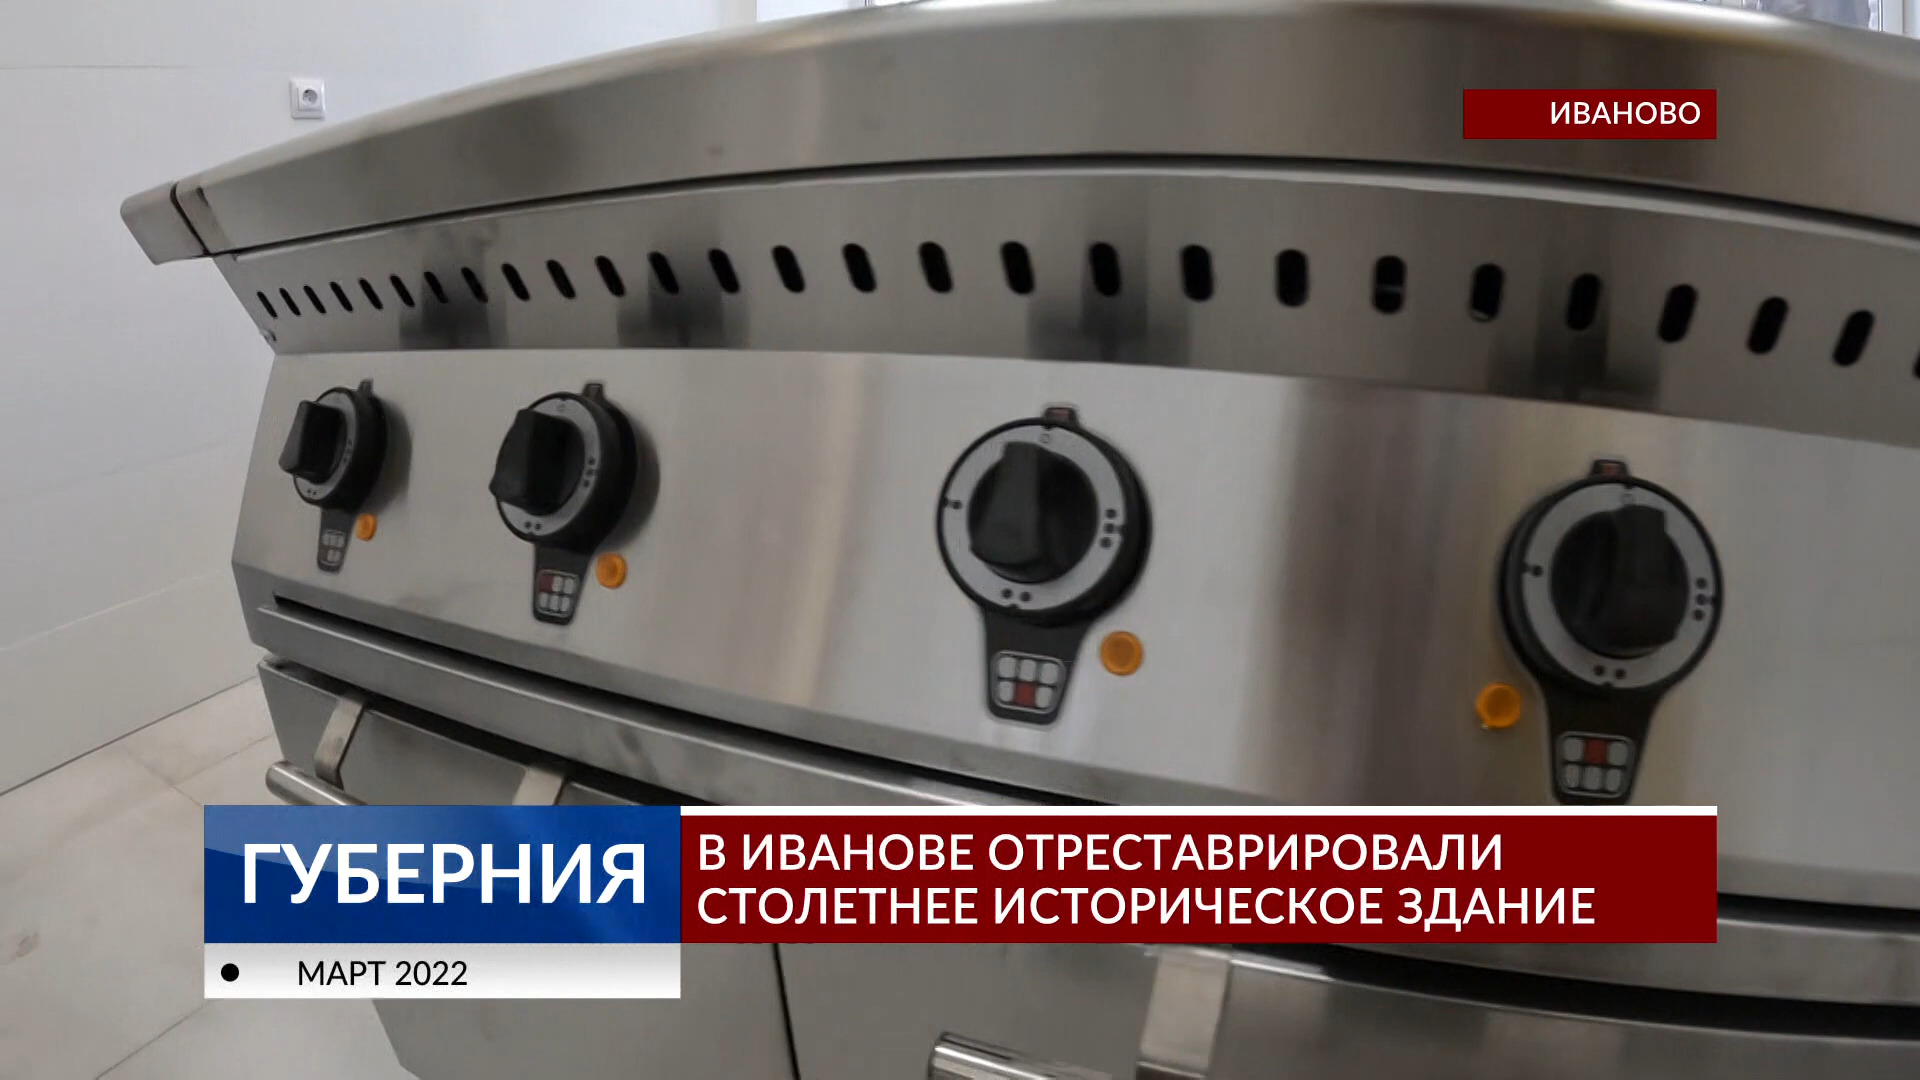 ИВАНОВО
ГУБЕРНИЯ
В ИВАНОВЕ ОТРЕСТАВРИРОВАЛИ
СТОЛЕТНЕЕ ИСТОРИЧЕСКОЕ ЗДАНИЕ
МАРТ 2022